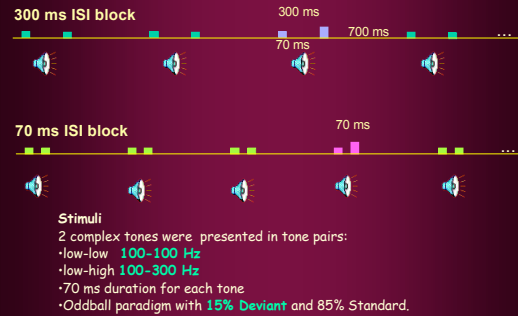 300 ms ISI block
300 ms
700 ms
...
70 ms
70 ms ISI block
70 ms
...
Stimuli
2 complex tones were presented in tone pairs:
•low-low 100-100 Hz
•low-high 100-300 Hz
•70 ms duration for each tone
•Oddball paradigm with 15% Deviant and 85% Standard.